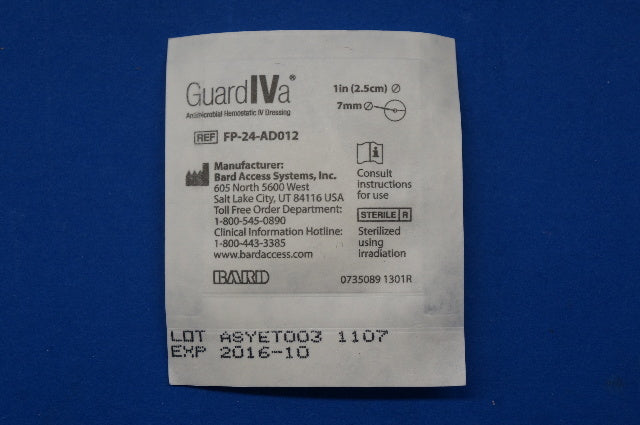 GuardIVa®
Antimicrobial Hemostatic IV Dressing
1in (2.5cm) ⌀
7mm ⌀
REF FP-24-AD012
Manufacturer:
Bard Access Systems, Inc.
605 North 5600 West
Salt Lake City, UT 84116 USA
Toll Free Order Department:
1-800-545-0890
Clinical Information Hotline:
1-800-443-3385
www.bardaccess.com
BARD
Consult
instructions
for use
STERILE R
Sterilized
using
irradiation
0735089 1301R
LOT ASYET003 1107
EXP 2016-10